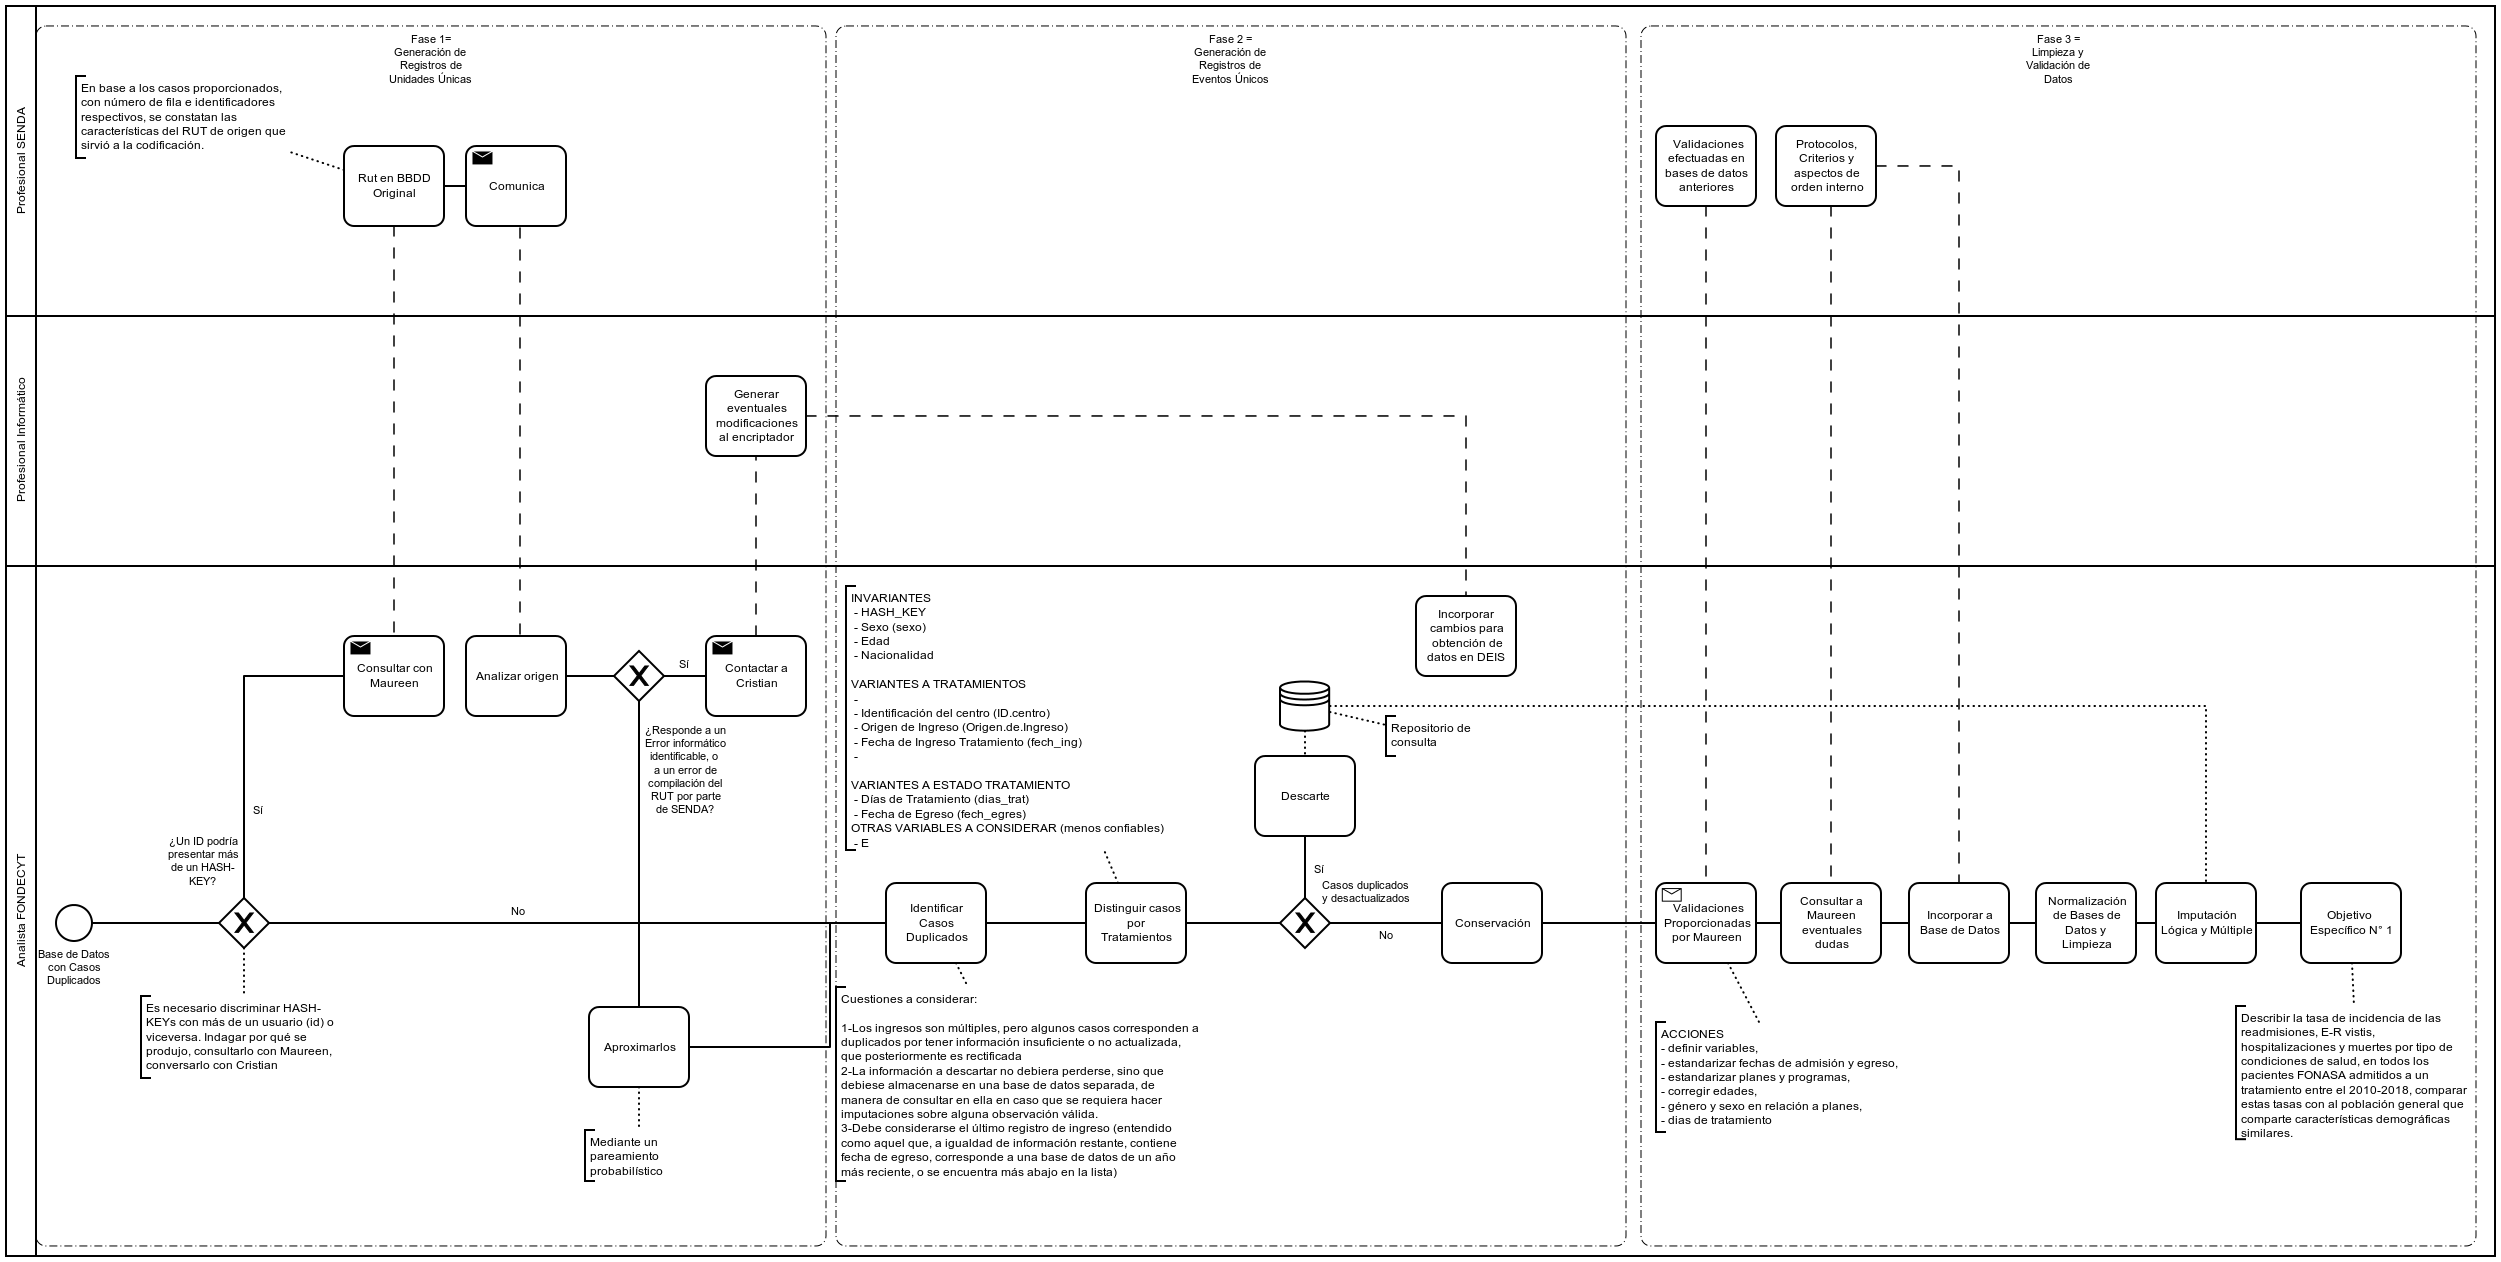 Profesional SENDA
Fase 1=
Generación de
Registros de
Unidades Únicas
Fase 2 =
Generación de
Registros de
Eventos Únicos
Fase 3 =
Limpieza y
Validación de
Datos
En base a los casos proporcionados,
con número de fila e identificadores
respectivos, se constatan las
características del RUT de origen que
sirvió a la codificación.
Rut en BBDD
Original
Comunica
Validaciones
efectuadas en
bases de datos
anteriores
Protocolos,
Criterios y
aspectos de
orden interno
Profesional Informático
Generar
eventuales
modificaciones
al encriptador
Analista FONDECYT
Consultar con
Maureen
Analizar origen
Sí
Contactar a
Cristian
¿Responde a un
Error informático
identificable, o
a un error de
compilación del
RUT por parte
de SENDA?
Sí
¿Un ID podría
presentar más
de un HASH-
KEY?
No
Base de Datos
con Casos
Duplicados
Es necesario discriminar HASH-
KEYs con más de un usuario (id) o
viceversa. Indagar por qué se
produjo, consultarlo con Maureen,
conversarlo con Cristian
Aproximarlos
Mediante un
pareamiento
probabilístico
INVARIANTES
- HASH_KEY
- Sexo (sexo)
- Edad
- Nacionalidad
VARIANTES A TRATAMIENTOS
-
- Identificación del centro (ID.centro)
- Origen de Ingreso (Origen.de.Ingreso)
- Fecha de Ingreso Tratamiento (fech_ing)
-
VARIANTES A ESTADO TRATAMIENTO
- Días de Tratamiento (dias_trat)
- Fecha de Egreso (fech_egres)
OTRAS VARIABLES A CONSIDERAR (menos confiables)
- E
Incorporar
cambios para
obtención de
datos en DEIS
Repositorio de
consulta
Descarte
Sí
Casos duplicados
y desactualizados
No
Identificar
Casos
Duplicados
Distinguir casos
por
Tratamientos
Conservación
Cuestiones a considerar:
1-Los ingresos son múltiples, pero algunos casos corresponden a
duplicados por tener información insuficiente o no actualizada,
que posteriormente es rectificada
2-La información a descartar no debiera perderse, sino que
debiese almacenarse en una base de datos separada, de
manera de consultar en ella en caso que se requiera hacer
imputaciones sobre alguna observación válida.
3-Debe considerarse el último registro de ingreso (entendido
como aquel que, a igualdad de información restante, contiene
fecha de egreso, corresponde a una base de datos de un año
más reciente, o se encuentra más abajo en la lista)
Validaciones
Proporcionadas
por Maureen
Consultar a
Maureen
eventuales
dudas
Incorporar a
Base de Datos
Normalización
de Bases de
Datos y
Limpieza
Imputación
Lógica y Múltiple
Objetivo
Específico N° 1
ACCIONES
- definir variables,
- estandarizar fechas de admisión y egreso,
- estandarizar planes y programas,
- corregir edades,
- género y sexo en relación a planes,
- dias de tratamiento
Describir la tasa de incidencia de las
readmisiones, E-R vistis,
hospitalizaciones y muertes por tipo de
condiciones de salud, en todos los
pacientes FONASA admitidos a un
tratamiento entre el 2010-2018, comparar
estas tasas con al población general que
comparte características demográficas
similares.